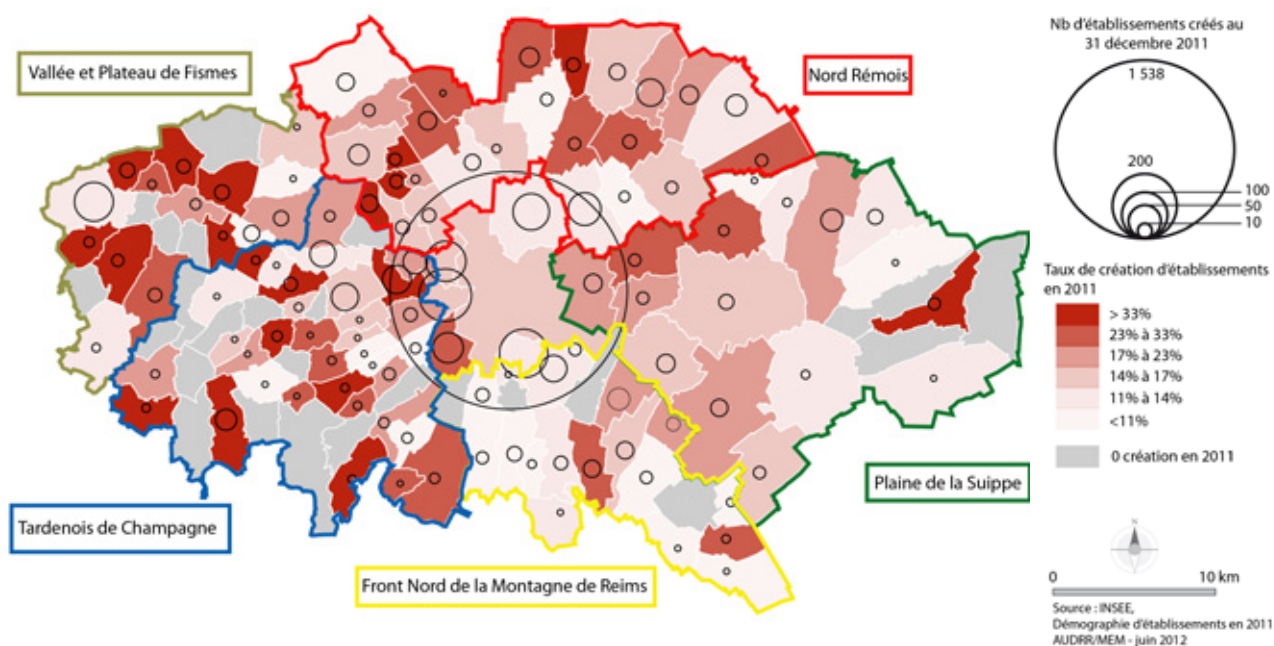 Vallée et Plateau de Fismes
Nord Rémois
Tardenois de Champagne
Front Nord de la Montagne de Reims
Plaine de la Suippe
Nb d'établissements créés au
31 décembre 2011
1 538
200
100
50
10
Taux de création d'établissements
en 2011
> 33%
23% à 33%
17% à 23%
14% à 17%
11% à 14%
<11%
0 création en 2011
N
0 10 km
Source : INSEE,
Démographie d'établissements en 2011
AUDRR/MEM - juin 2012